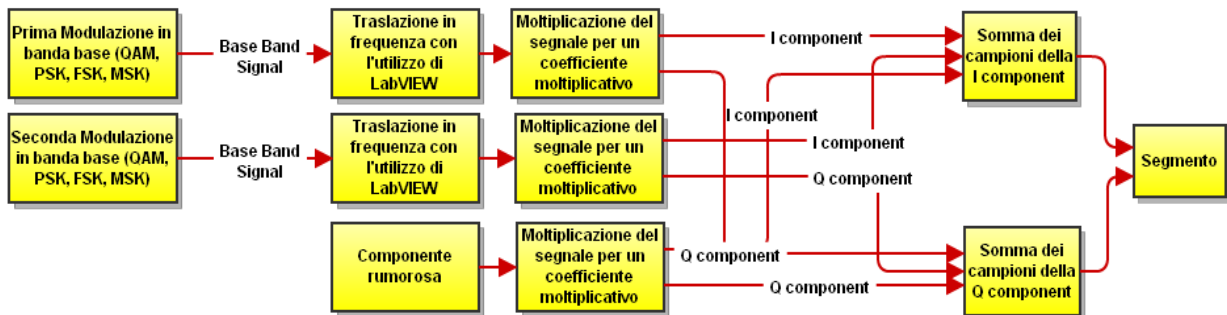 Prima Modulazione in
banda base (QAM,
PSK, FSK, MSK)
Base Band
Signal
Traslazione in
frequenza con
l'utilizzo di
LabVIEW
Moltiplicazione del
segnale per un
coefficiente
moltiplicativo
I component
Somma dei
campioni della
I component
I component
Seconda Modulazione
in banda base (QAM,
PSK, FSK, MSK)
Base Band
Signal
Traslazione in
frequenza con
l'utilizzo di
LabVIEW
Moltiplicazione del
segnale per un
coefficiente
moltiplicativo
I component
Q component
Segmento
Componente
rumorosa
Moltiplicazione del
segnale per un
coefficiente
moltiplicativo
Q component
Q component
Somma dei
campioni della
Q component